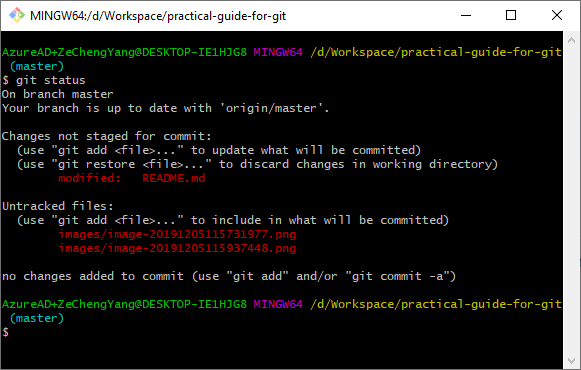 MINGW64:/d/Workspace/practical-guide-for-git
AzureAD+ZeChengYang@DESKTOP-IE1HJG8 MINGW64 /d/Workspace/practical-guide-for-git
(master)
$ git status
On branch master
Your branch is up to date with 'origin/master'.
Changes not staged for commit:
(use "git add <file>..." to update what will be committed)
(use "git restore <file>..." to discard changes in working directory)
modified:   README.md
Untracked files:
(use "git add <file>..." to include in what will be committed)
images/image-20191205115731977.png
images/image-20191205115937448.png
no changes added to commit (use "git add" and/or "git commit -a")
AzureAD+ZeChengYang@DESKTOP-IE1HJG8 MINGW64 /d/Workspace/practical-guide-for-git
(master)
$